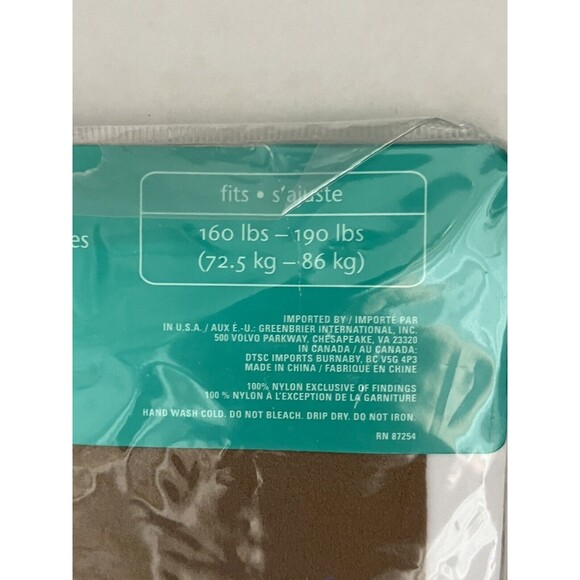 fits • s'ajuste
es
160 lbs – 190 lbs
(72.5 kg – 86 kg)
IMPORTED BY / IMPORTÉ PAR
IN U.S.A. / AUX É.-U.: GREENBRIER INTERNATIONAL, INC.
500 VOLVO PARKWAY, CHESAPEAKE, VA 23320
IN CANADA / AU CANADA:
DTSC IMPORTS BURNABY, BC V5G 4P3
MADE IN CHINA / FABRIQUÉ EN CHINE
100% NYLON EXCLUSIVE OF FINDINGS
100 % NYLON À L'EXCEPTION DE LA GARNITURE
HAND WASH COLD. DO NOT BLEACH. DRIP DRY. DO NOT IRON.
RN 87254